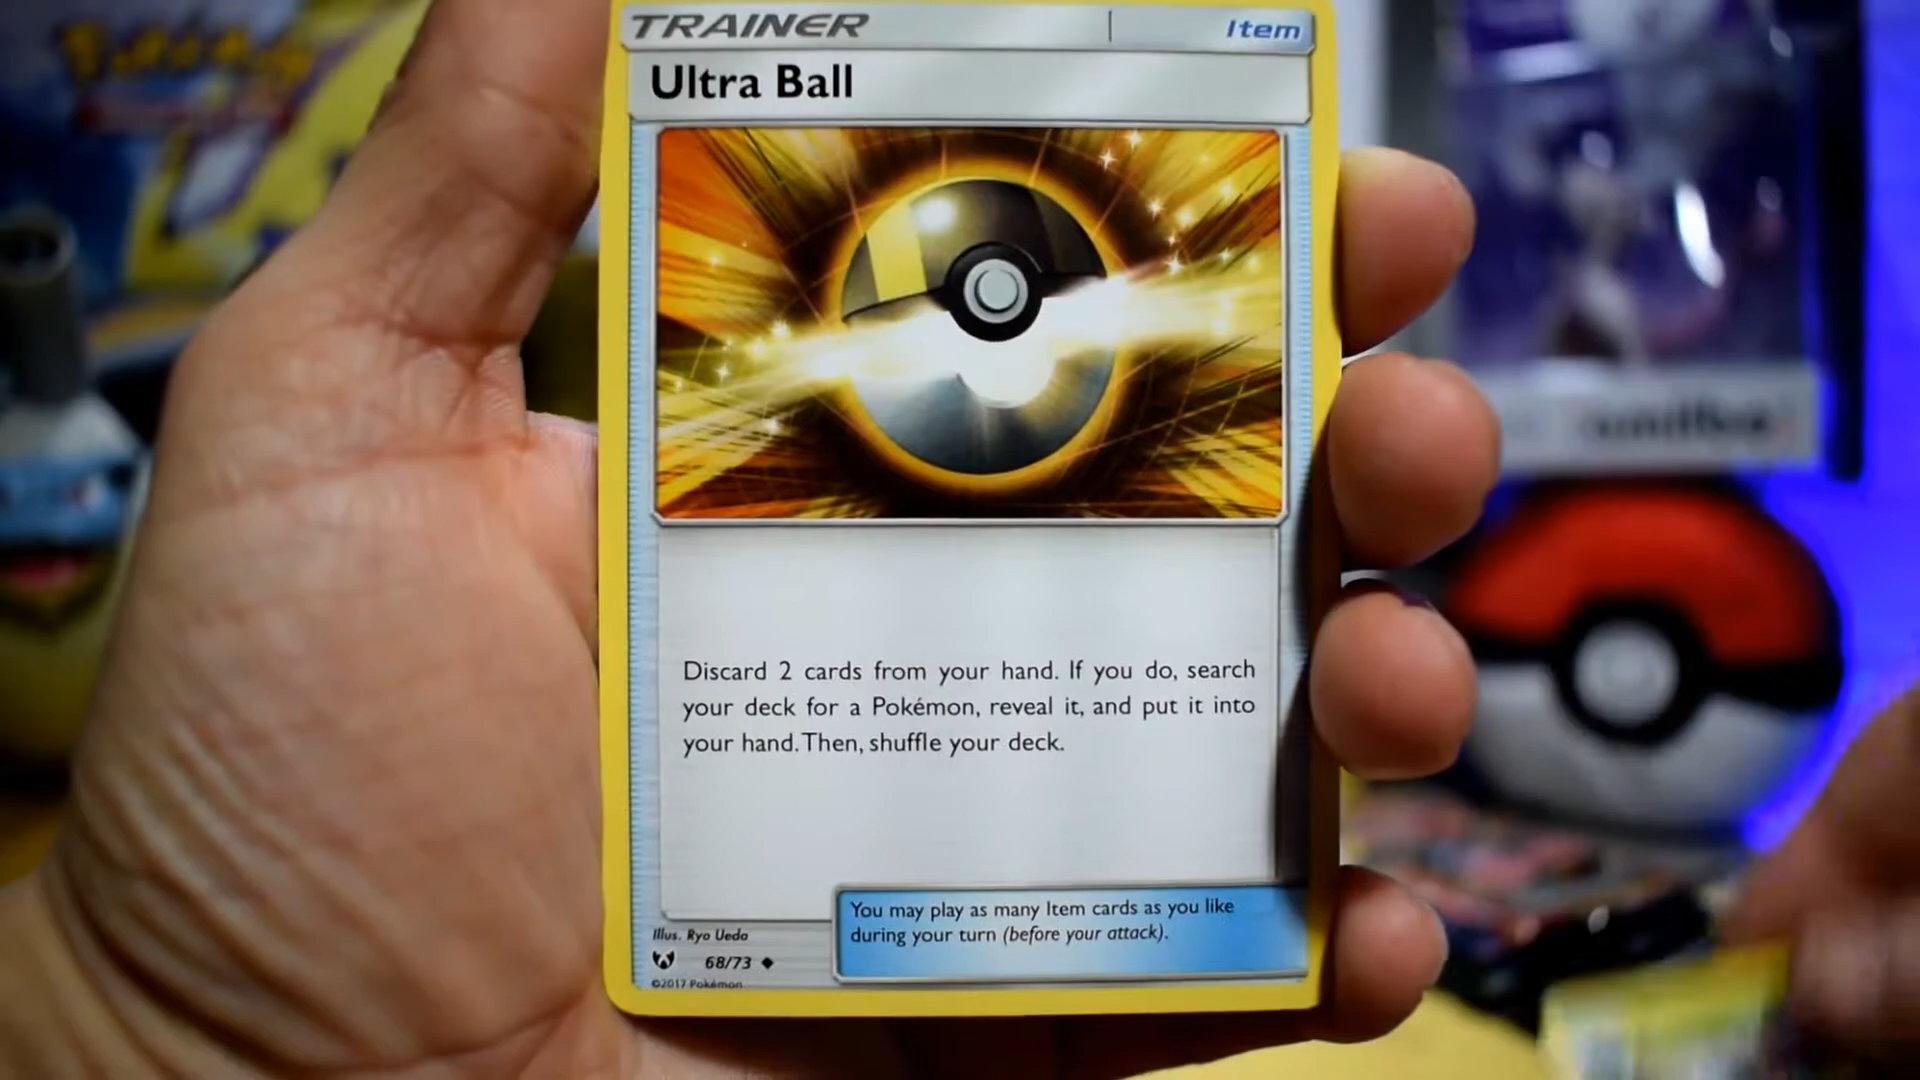 TRAINER
Item
Ultra Ball
Discard 2 cards from your hand. If you do, search
your deck for a Pokémon, reveal it, and put it into
your hand. Then, shuffle your deck.
You may play as many Item cards as you like
during your turn (before your attack).
Illus. Ryo Ueda
68/73
©2017 Pokémon
Pokémon
amiibo